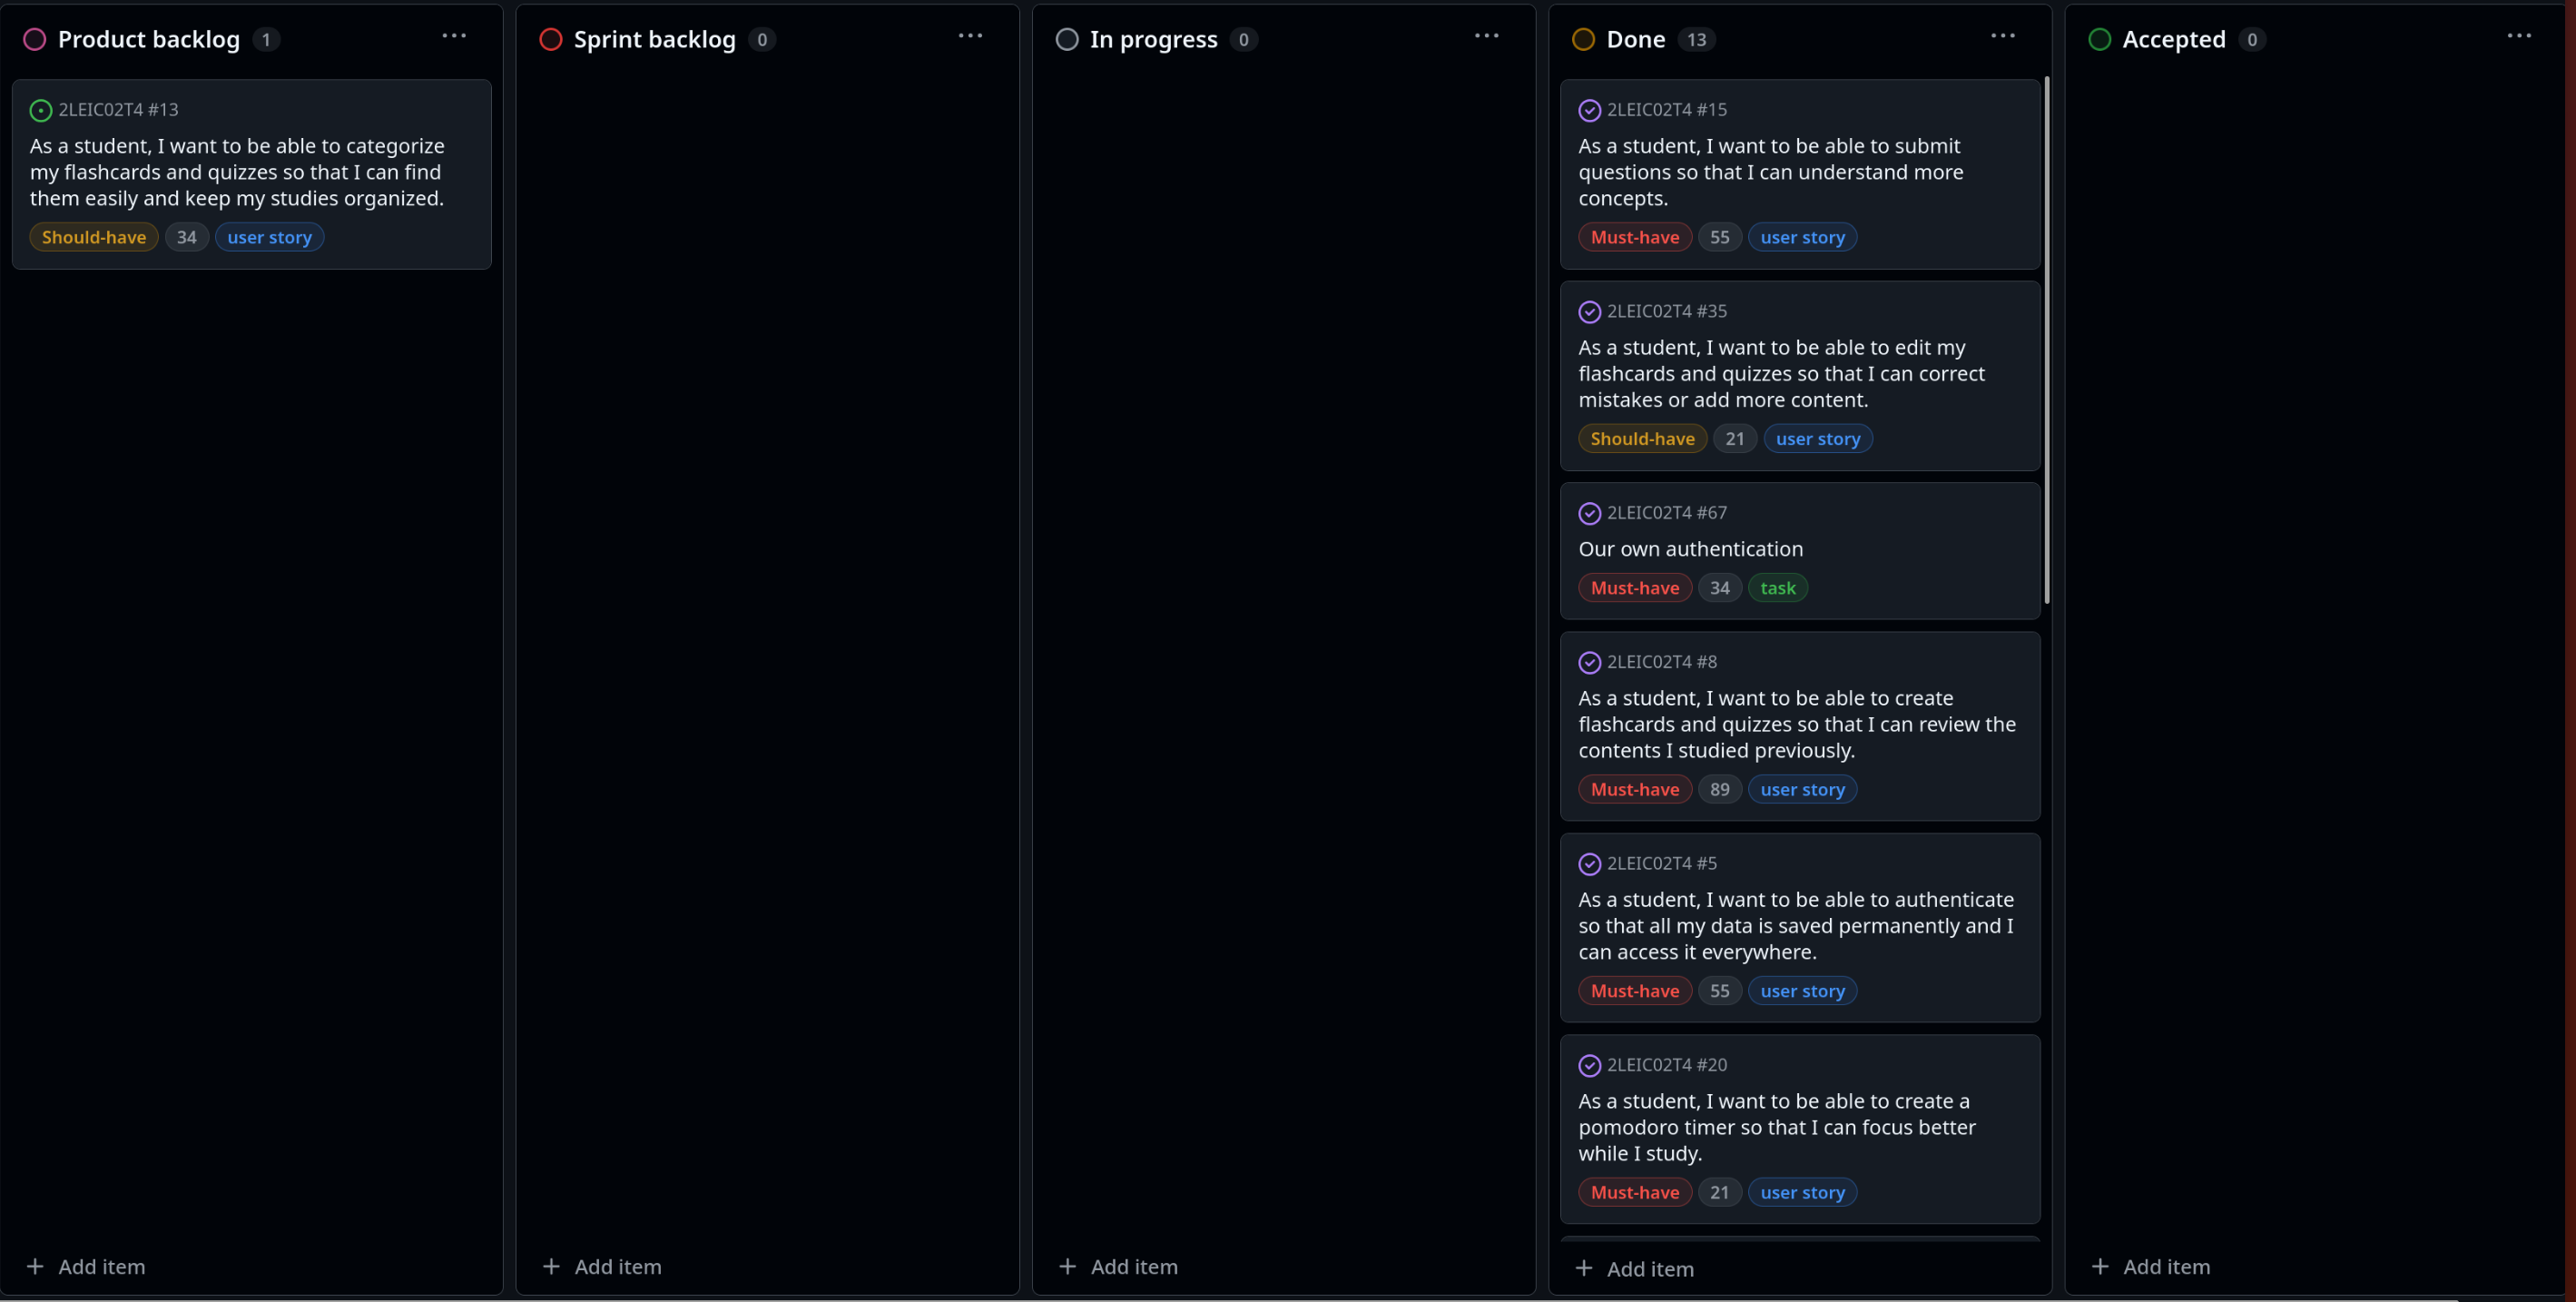 Product backlog 1
2LEIC02T4 #13
As a student, I want to be able to categorize
my flashcards and quizzes so that I can find
them easily and keep my studies organized.
Should-have 34 user story
Add item
Sprint backlog 0
Add item
In progress 0
Add item
Done 13
2LEIC02T4 #15
As a student, I want to be able to submit
questions so that I can understand more
concepts.
Must-have 55 user story
2LEIC02T4 #35
As a student, I want to be able to edit my
flashcards and quizzes so that I can correct
mistakes or add more content.
Should-have 21 user story
2LEIC02T4 #67
Our own authentication
Must-have 34 task
2LEIC02T4 #8
As a student, I want to be able to create
flashcards and quizzes so that I can review the
contents I studied previously.
Must-have 89 user story
2LEIC02T4 #5
As a student, I want to be able to authenticate
so that all my data is saved permanently and I
can access it everywhere.
Must-have 55 user story
2LEIC02T4 #20
As a student, I want to be able to create a
pomodoro timer so that I can focus better
while I study.
Must-have 21 user story
Add item
Accepted 0
Add item